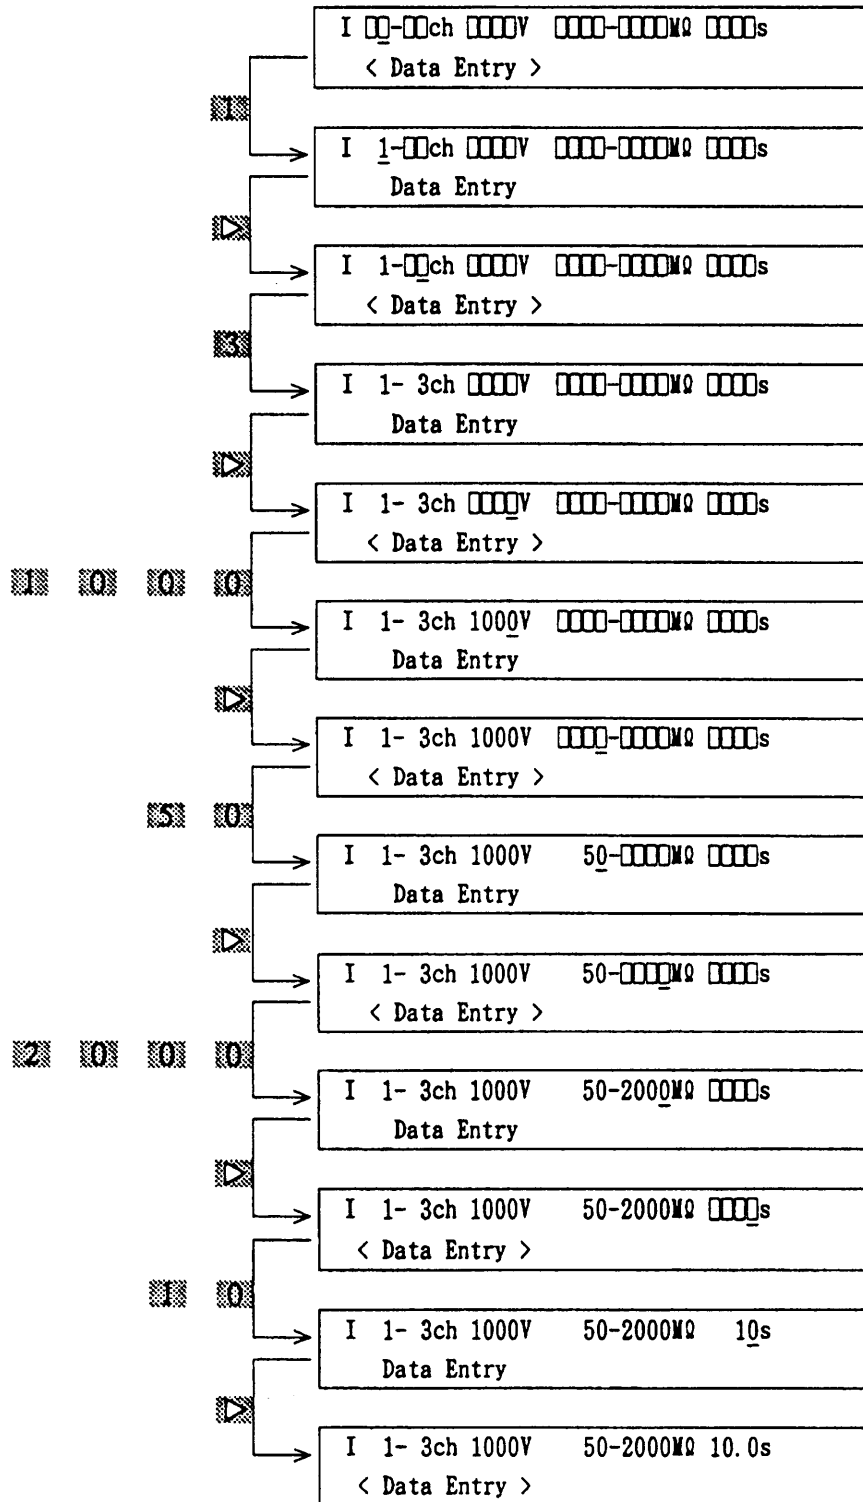 I □□-□□ch □□□□V □□□□-□□□□MΩ □□□□s
< Data Entry >
1
I 1-□□ch □□□□V □□□□-□□□□MΩ □□□□s
Data Entry
▷
I 1-□□ch □□□□V □□□□-□□□□MΩ □□□□s
< Data Entry >
3
I 1- 3ch □□□□V □□□□-□□□□MΩ □□□□s
Data Entry
▷
I 1- 3ch □□□□V □□□□-□□□□MΩ □□□□s
< Data Entry >
1 0 0 0
I 1- 3ch 1000V □□□□-□□□□MΩ □□□□s
Data Entry
▷
I 1- 3ch 1000V □□□□-□□□□MΩ □□□□s
< Data Entry >
5 0
I 1- 3ch 1000V 50-□□□□MΩ □□□□s
Data Entry
▷
I 1- 3ch 1000V 50-□□□□MΩ □□□□s
< Data Entry >
2 0 0 0
I 1- 3ch 1000V 50-2000MΩ □□□□s
Data Entry
▷
I 1- 3ch 1000V 50-2000MΩ □□□□s
< Data Entry >
1 0
I 1- 3ch 1000V 50-2000MΩ 10s
Data Entry
▷
I 1- 3ch 1000V 50-2000MΩ 10.0s
< Data Entry >